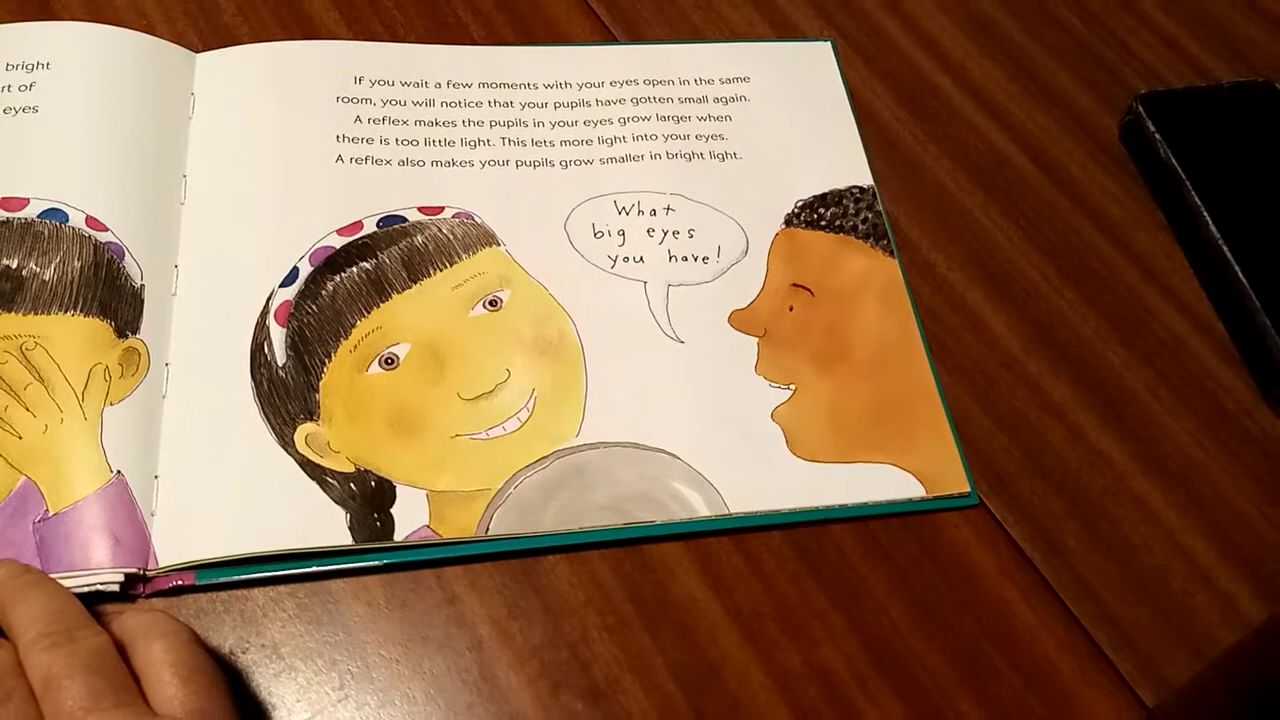 bright
rt of
eyes
If you wait a few moments with your eyes open in the same
room, you will notice that your pupils have gotten small again.
A reflex makes the pupils in your eyes grow larger when
there is too little light. This lets more light into your eyes.
A reflex also makes your pupils grow smaller in bright light.
What
big eyes
you have!